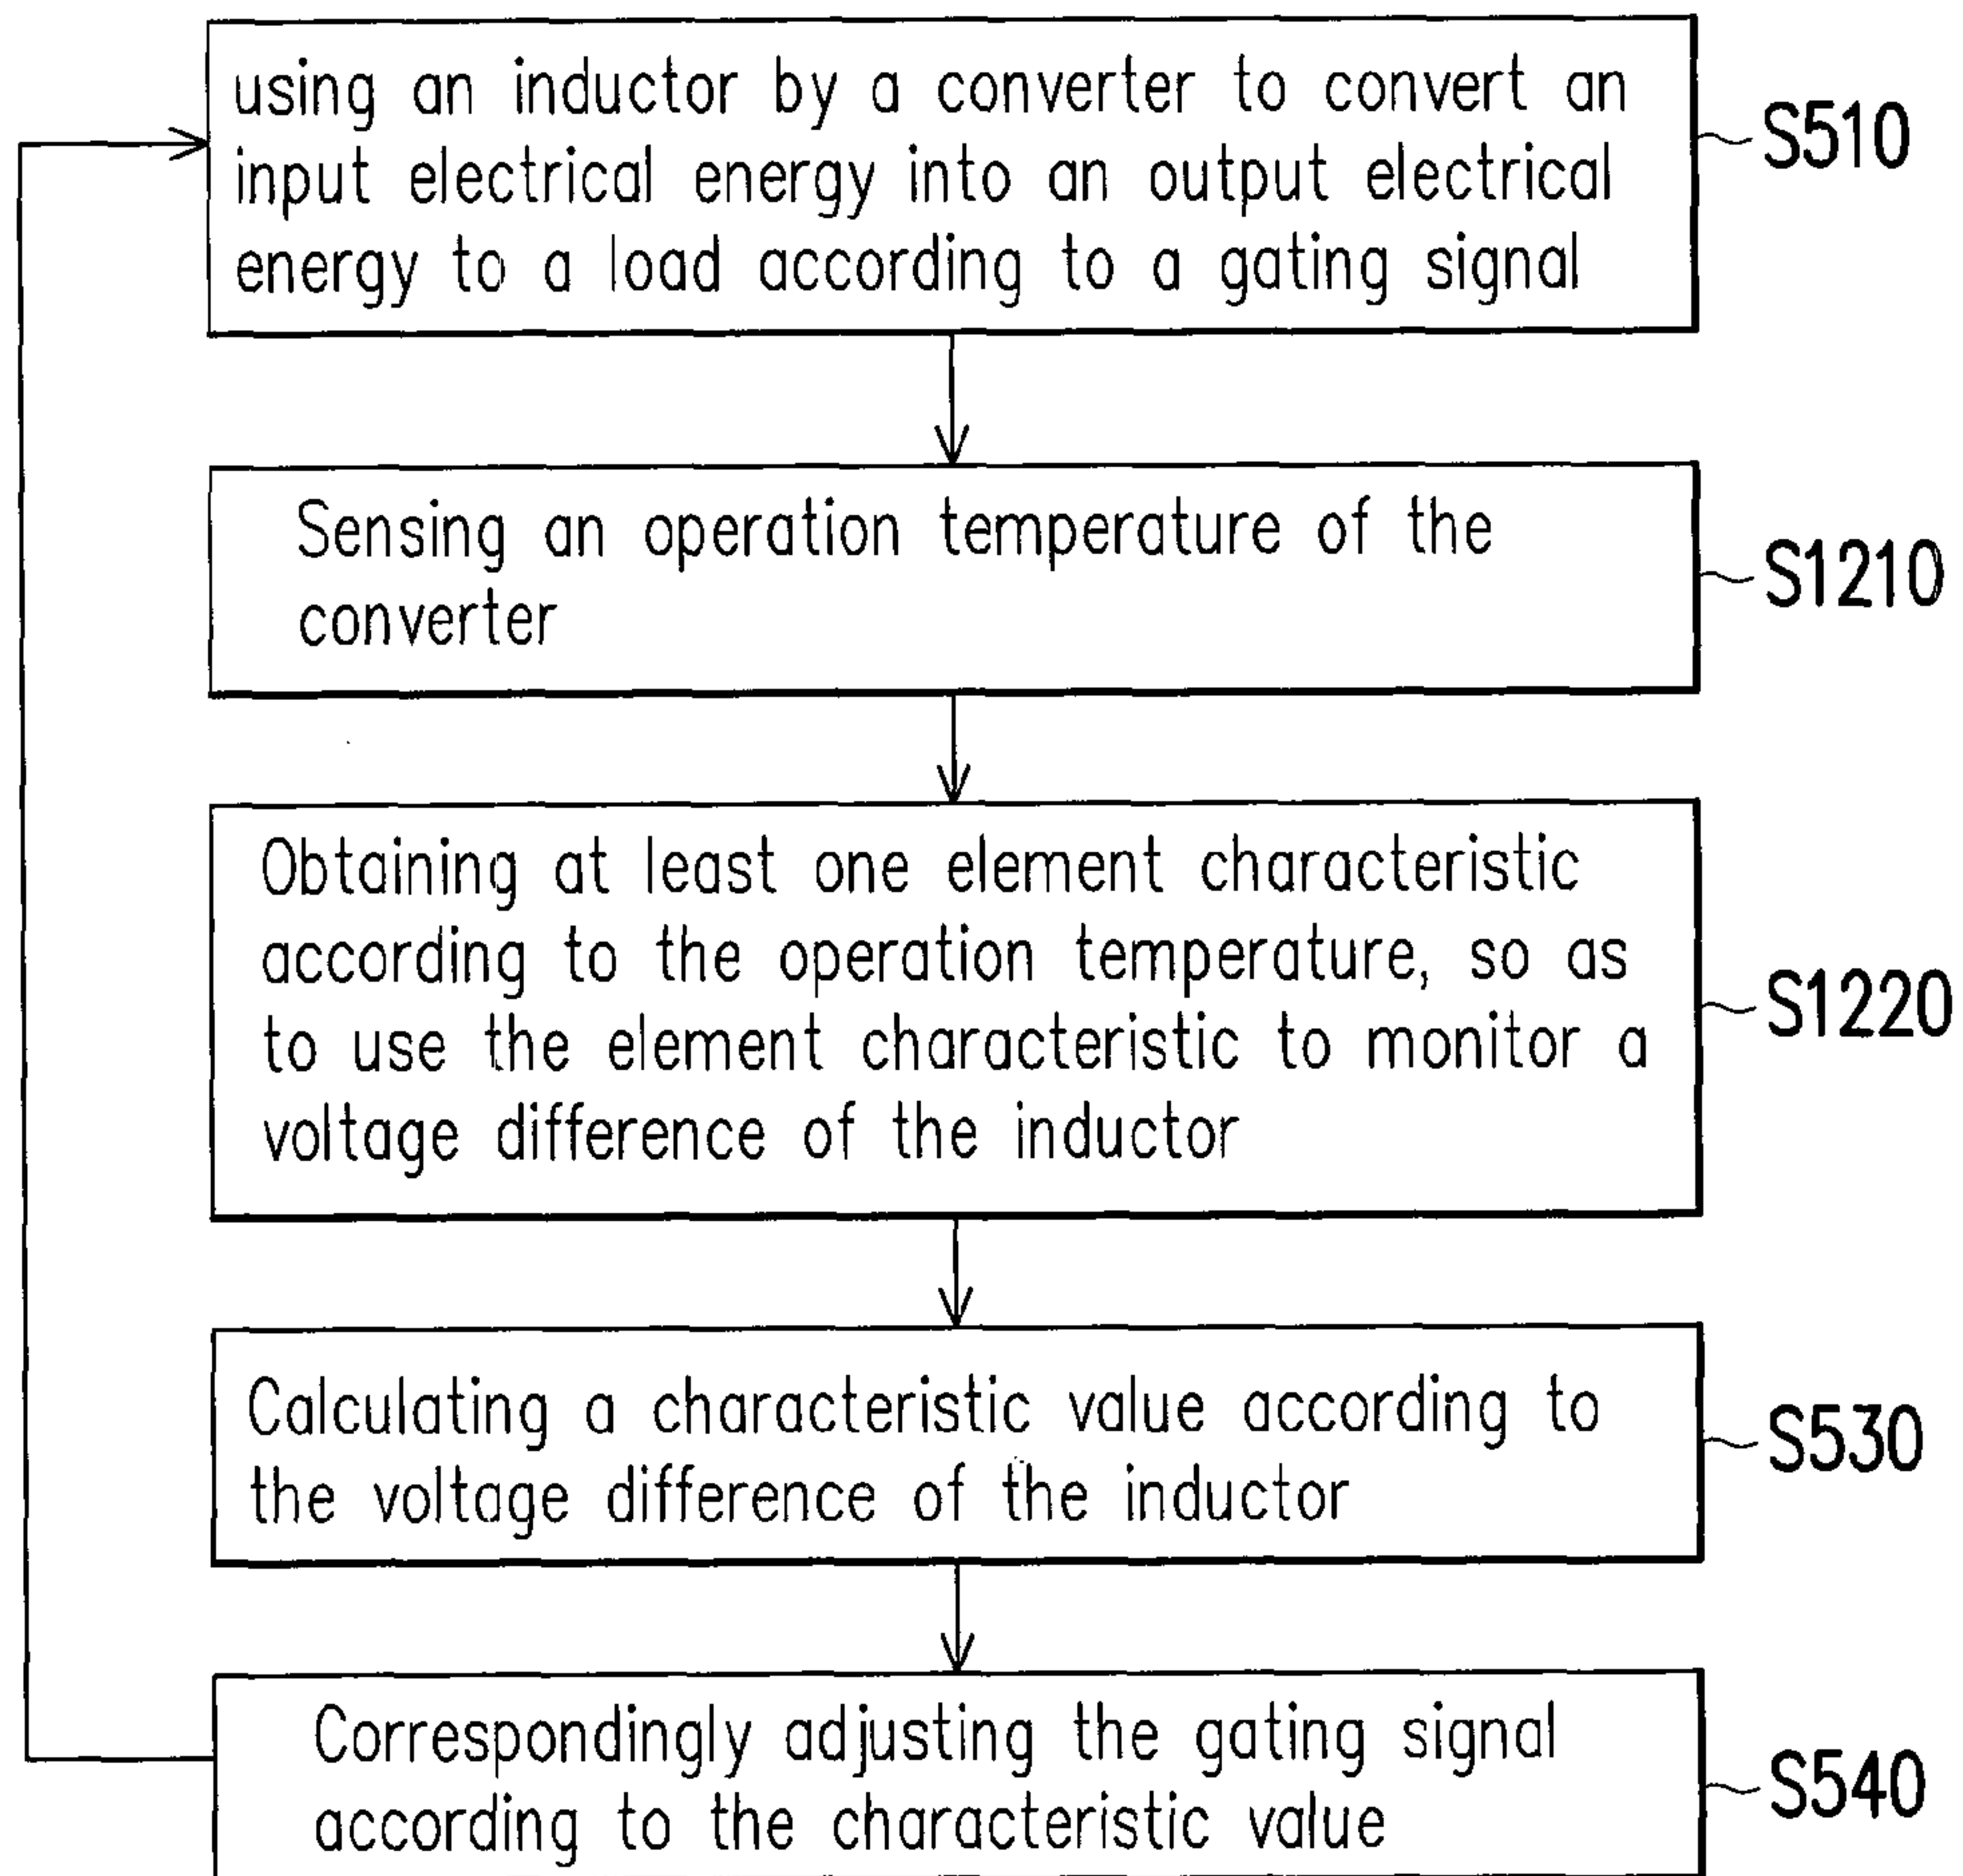 using an inductor by a converter to convert an
input electrical energy into an output electrical
energy to a load according to a gating signal
S510
Sensing an operation temperature of the
converter
S1210
Obtaining at least one element characteristic
according to the operation temperature, so as
to use the element characteristic to monitor a
voltage difference of the inductor
S1220
Calculating a characteristic value according to
the voltage difference of the inductor
S530
Correspondingly adjusting the gating signal
according to the characteristic value
S540